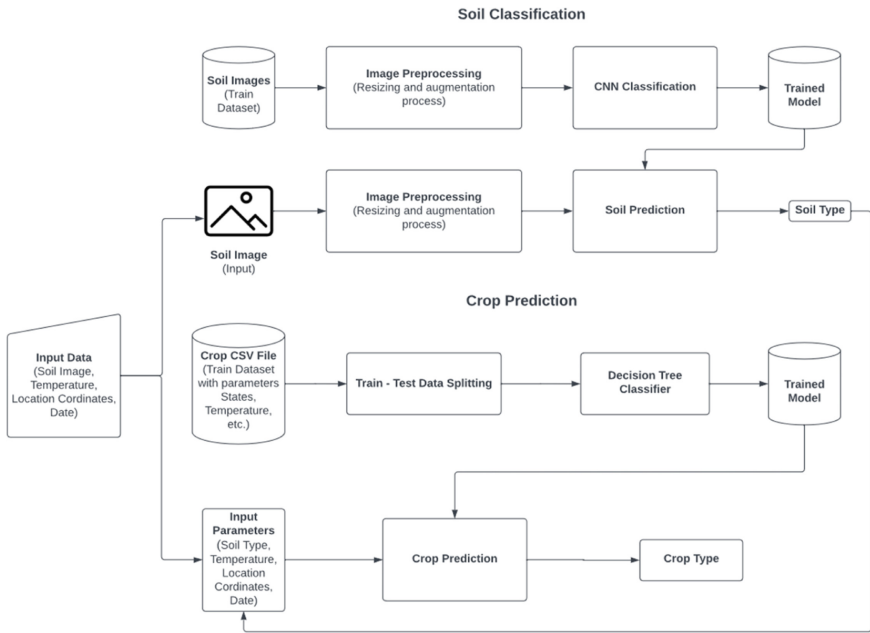 Soil Classification
Soil Images
(Train
Dataset)
Image Preprocessing
(Resizing and augmentation
process)
CNN Classification
Trained
Model
Image Preprocessing
(Resizing and augmentation
process)
Soil Prediction
Soil Type
Soil Image
(Input)
Crop Prediction
Input Data
(Soil Image,
Temperature,
Location Cordinates,
Date)
Crop CSV File
(Train Dataset
with parameters
States,
Temperature,
etc.)
Train - Test Data Splitting
Decision Tree
Classifier
Trained
Model
Input
Parameters
(Soil Type,
Temperature,
Location
Cordinates,
Date)
Crop Prediction
Crop Type